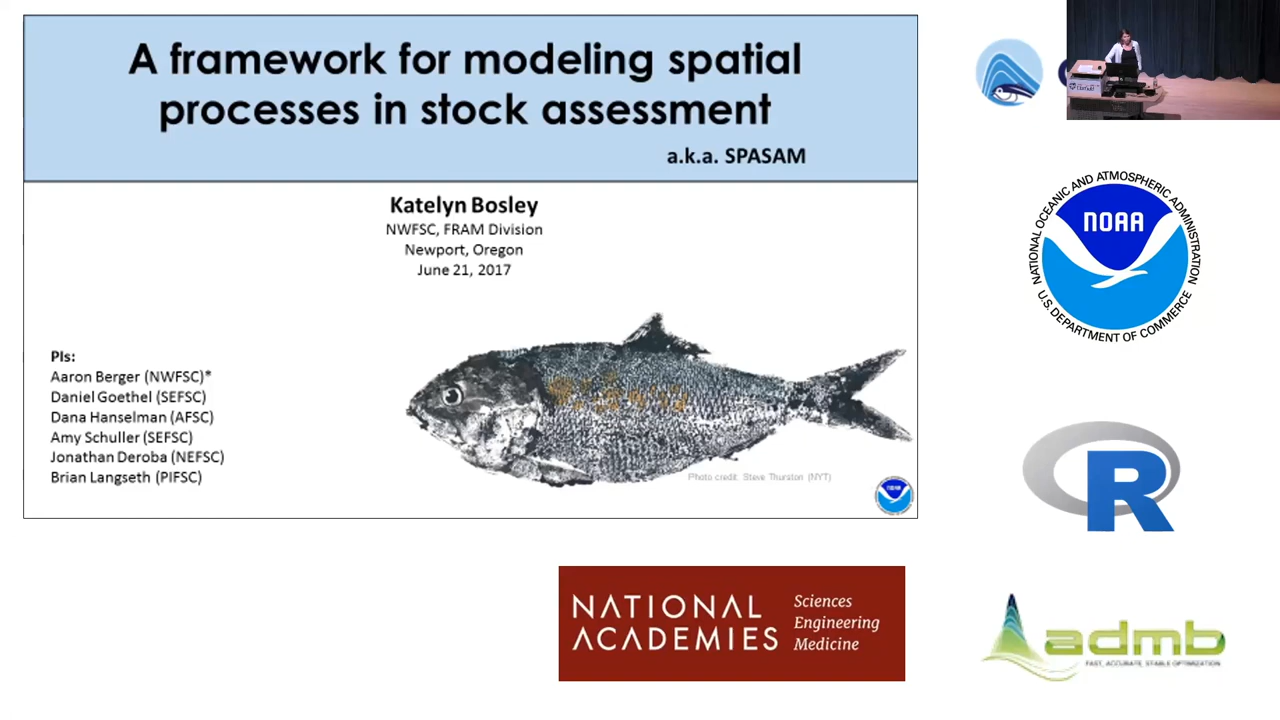 A framework for modeling spatial
processes in stock assessment
a.k.a. SPASAM
Katelyn Bosley
NWFSC, FRAM Division
Newport, Oregon
June 21, 2017
PIs:
Aaron Berger (NWFSC)*
Daniel Goethel (SEFSC)
Dana Hanselman (AFSC)
Amy Schuller (SEFSC)
Jonathan Deroba (NEFSC)
Brian Langseth (PIFSC)
Photo credit: Steve Thurston (NYT)
NOAA
NATIONAL OCEANIC AND ATMOSPHERIC ADMINISTRATION
NOAA
U.S. DEPARTMENT OF COMMERCE
R
NATIONAL
ACADEMIES
Sciences
Engineering
Medicine
admb
FAST, ACCURATE, STABLE OPTIMIZATION